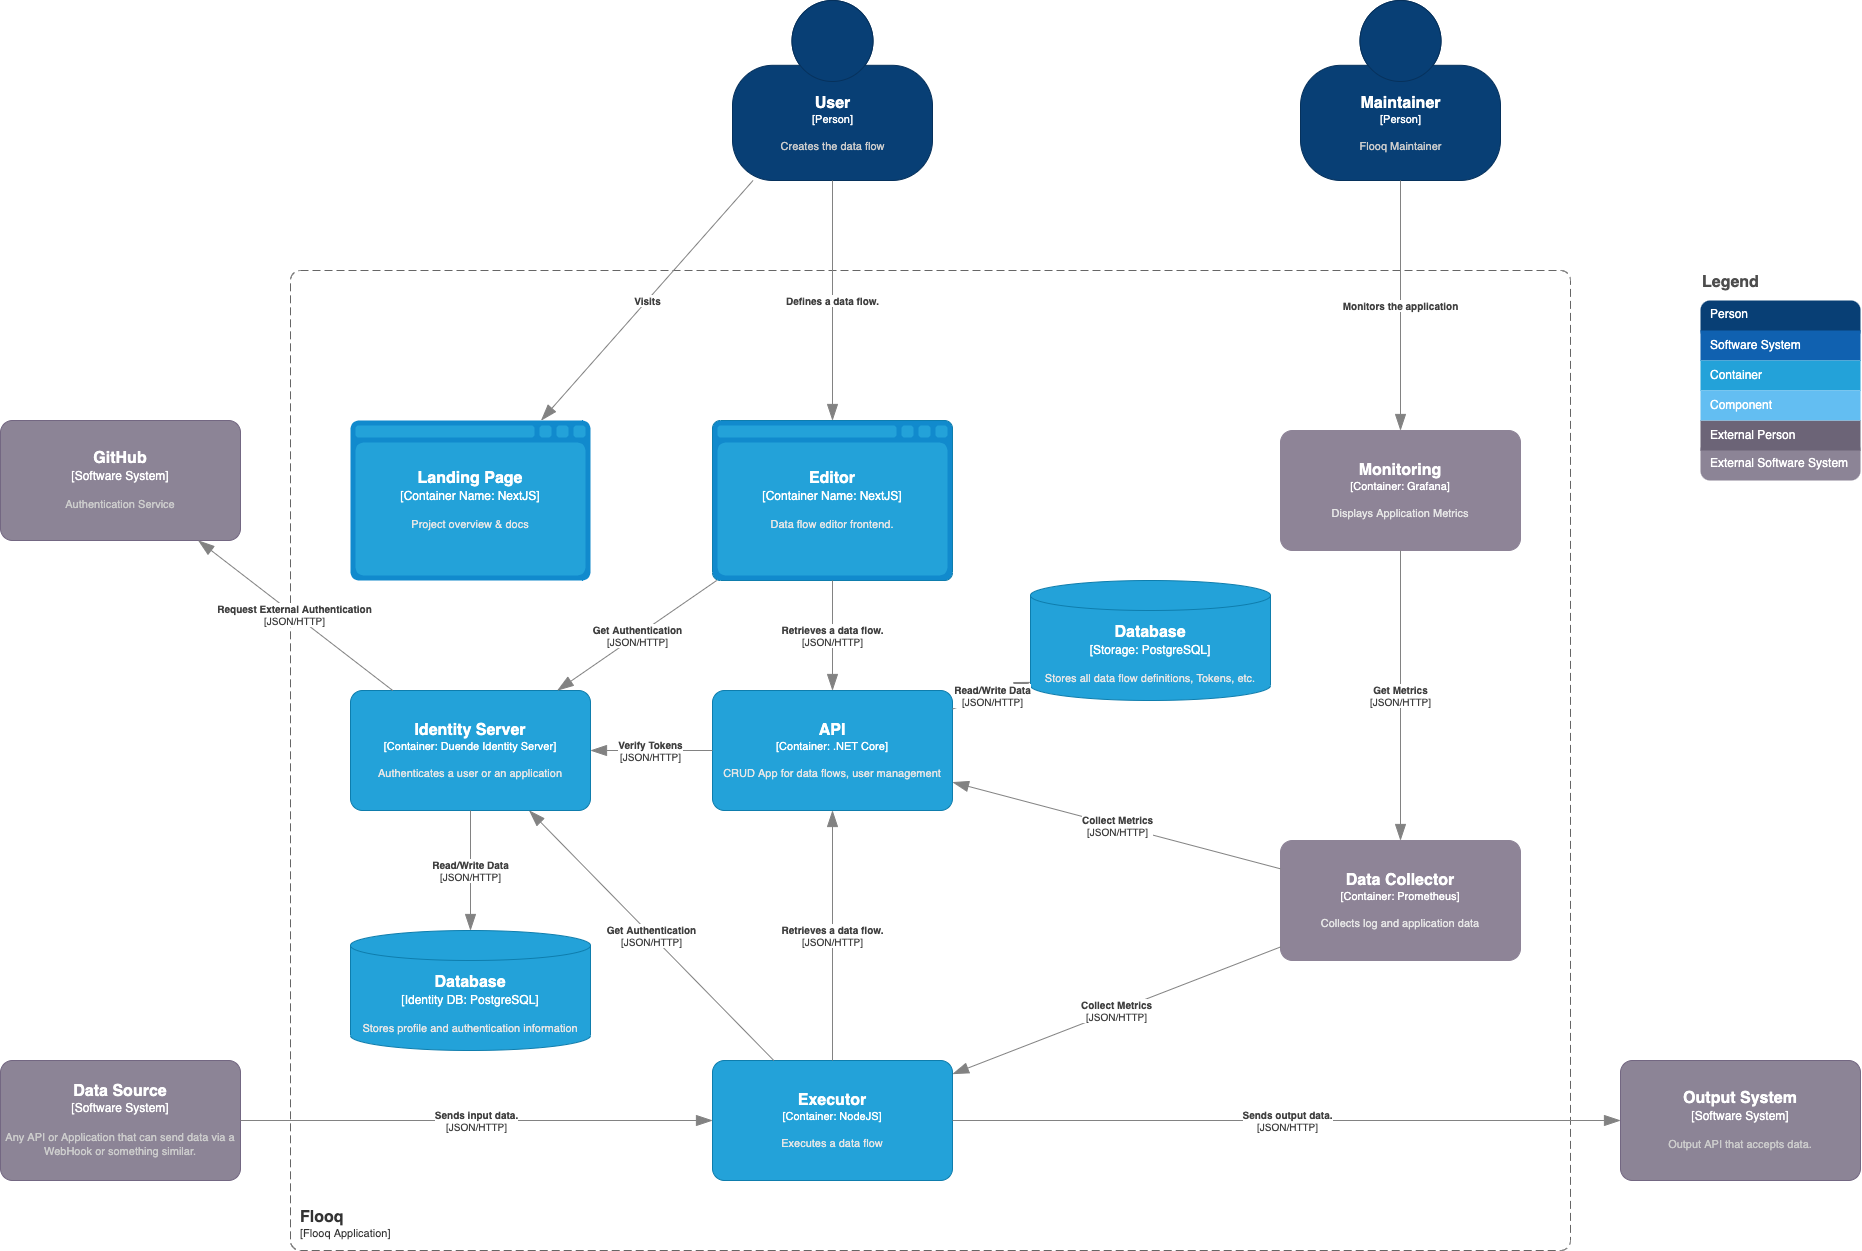 User
[Person]
Creates the data flow
Maintainer
[Person]
Flooq Maintainer
Visits
Defines a data flow.
Monitors the application
Legend
Person
Software System
Container
Component
External Person
External Software System
GitHub
[Software System]
Authentication Service
Landing Page
[Container Name: NextJS]
Project overview & docs
Editor
[Container Name: NextJS]
Data flow editor frontend.
Monitoring
[Container: Grafana]
Displays Application Metrics
Request External Authentication
[JSON/HTTP]
Get Authentication
[JSON/HTTP]
Retrieves a data flow.
[JSON/HTTP]
Database
[Storage: PostgreSQL]
Stores all data flow definitions, Tokens, etc.
Read/Write Data
[JSON/HTTP]
Get Metrics
[JSON/HTTP]
Identity Server
[Container: Duende Identity Server]
Authenticates a user or an application
Verify Tokens
[JSON/HTTP]
API
[Container: .NET Core]
CRUD App for data flows, user management
Collect Metrics
[JSON/HTTP]
Read/Write Data
[JSON/HTTP]
Data Collector
[Container: Prometheus]
Collects log and application data
Get Authentication
[JSON/HTTP]
Retrieves a data flow.
[JSON/HTTP]
Database
[Identity DB: PostgreSQL]
Stores profile and authentication information
Collect Metrics
[JSON/HTTP]
Data Source
[Software System]
Any API or Application that can send data via a
WebHook or something similar.
Sends input data.
[JSON/HTTP]
Executor
[Container: NodeJS]
Executes a data flow
Sends output data.
[JSON/HTTP]
Output System
[Software System]
Output API that accepts data.
Flooq
[Flooq Application]